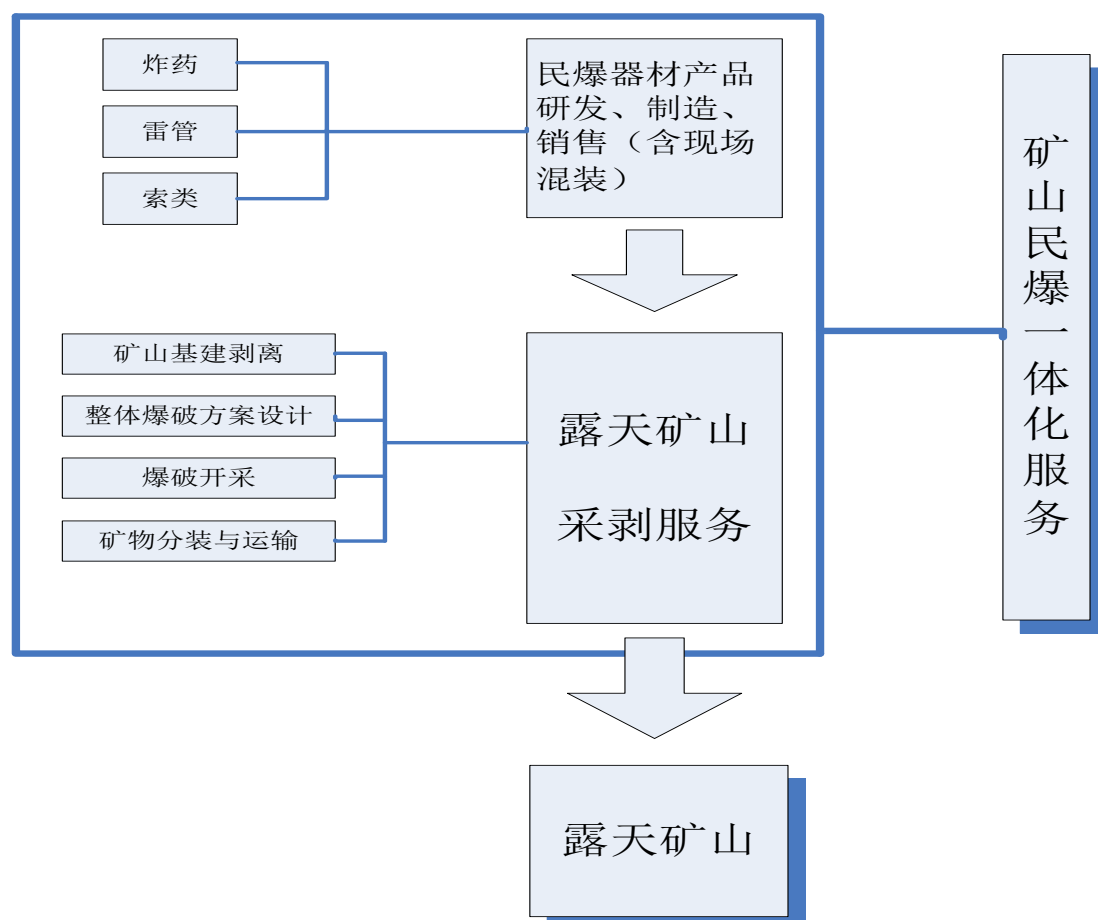 炸药
雷管
索类
民爆器材产品
研发、制造、
销售（含现场
混装）
矿山基建剥离
整体爆破方案设计
爆破开采
矿物分装与运输
露天矿山
采剥服务
矿山民爆一体化服务
露天矿山